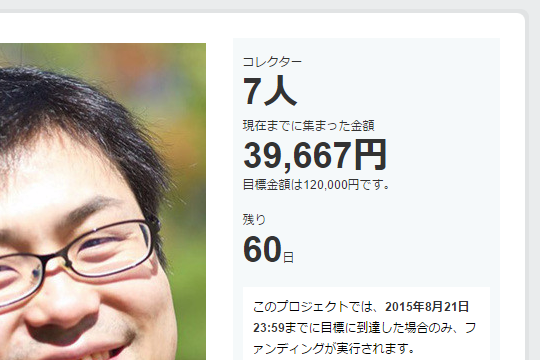 コレクター
7人
現在までに集まった金額
39,667円
目標金額は120,000円です。
残り
60日
このプロジェクトでは、2015年8月21日
23:59までに目標に到達した場合のみ、フ
ァンディングが実行されます。